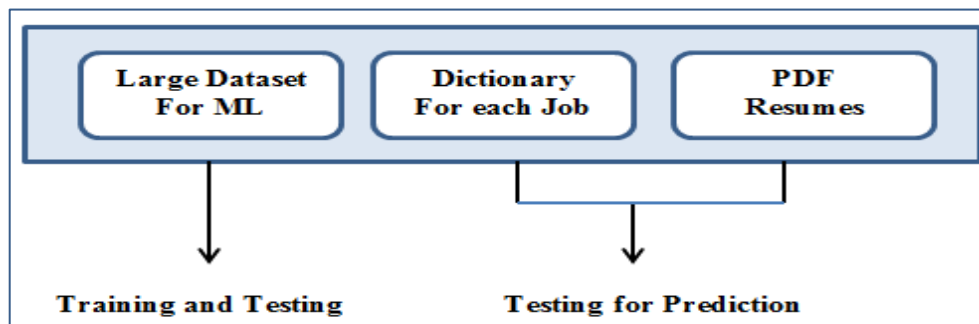 Large Dataset
For ML
Dictionary
For each Job
PDF
Resumes
Training and Testing
Testing for Prediction